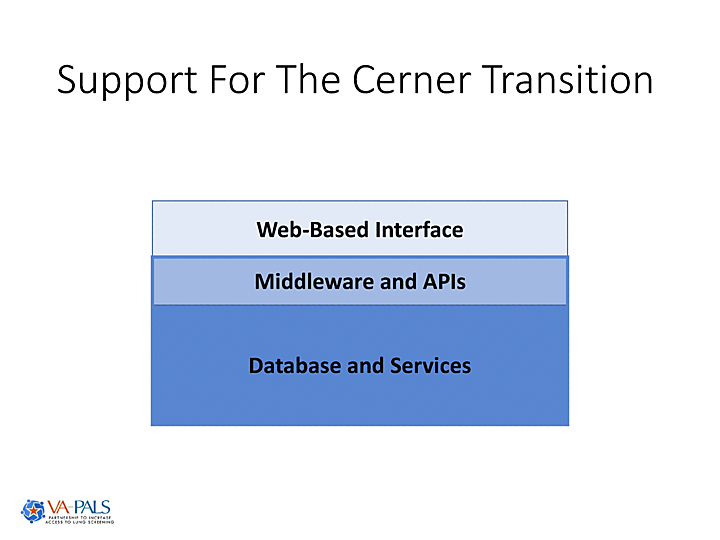 Support For The Cerner Transition
Web-Based Interface
Middleware and APIs
Database and Services
VA-PALS
PARTNERSHIP TO INCREASE
ACCESS TO LUNG SCREENING